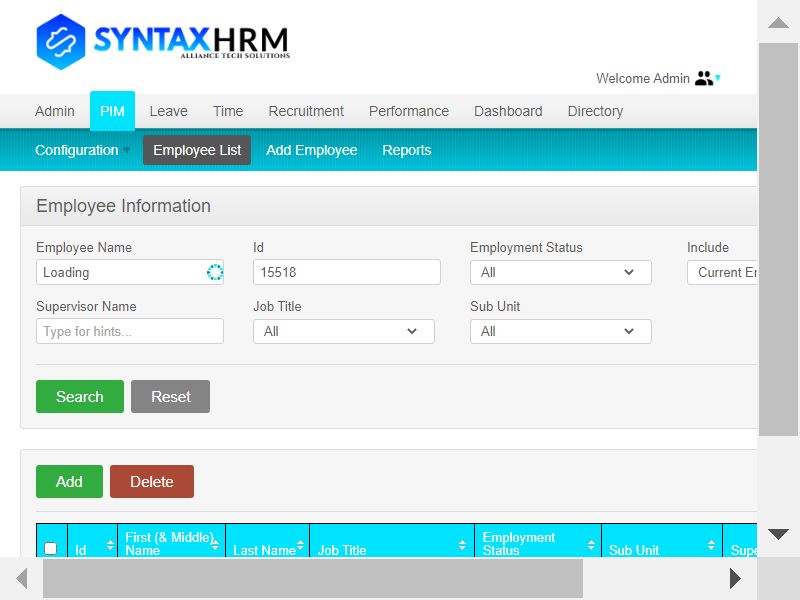 SYNTAXHRM
ALLIANCE TECH SOLUTIONS
Welcome Admin
Admin PIM Leave Time Recruitment Performance Dashboard Directory
Configuration Employee List Add Employee Reports
Employee Information
Employee Name Id Employment Status Include
Loading 15518 All Current En
Supervisor Name Job Title Sub Unit
Type for hints... All All
Search Reset
Add Delete
Id First (& Middle) Name Last Name Job Title Employment Status Sub Unit Supe